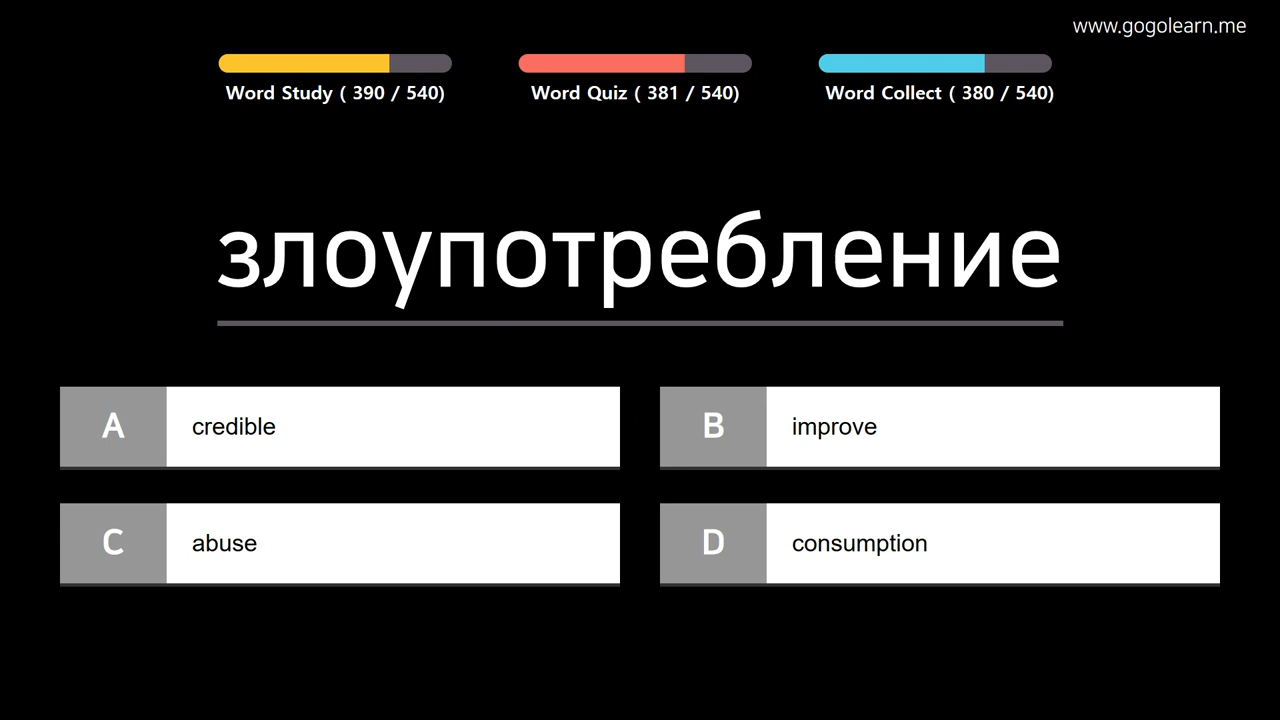 www.gogolearn.me
Word Study ( 390 / 540)
Word Quiz ( 381 / 540)
Word Collect ( 380 / 540)
злоупотребление
A credible
B improve
C abuse
D consumption